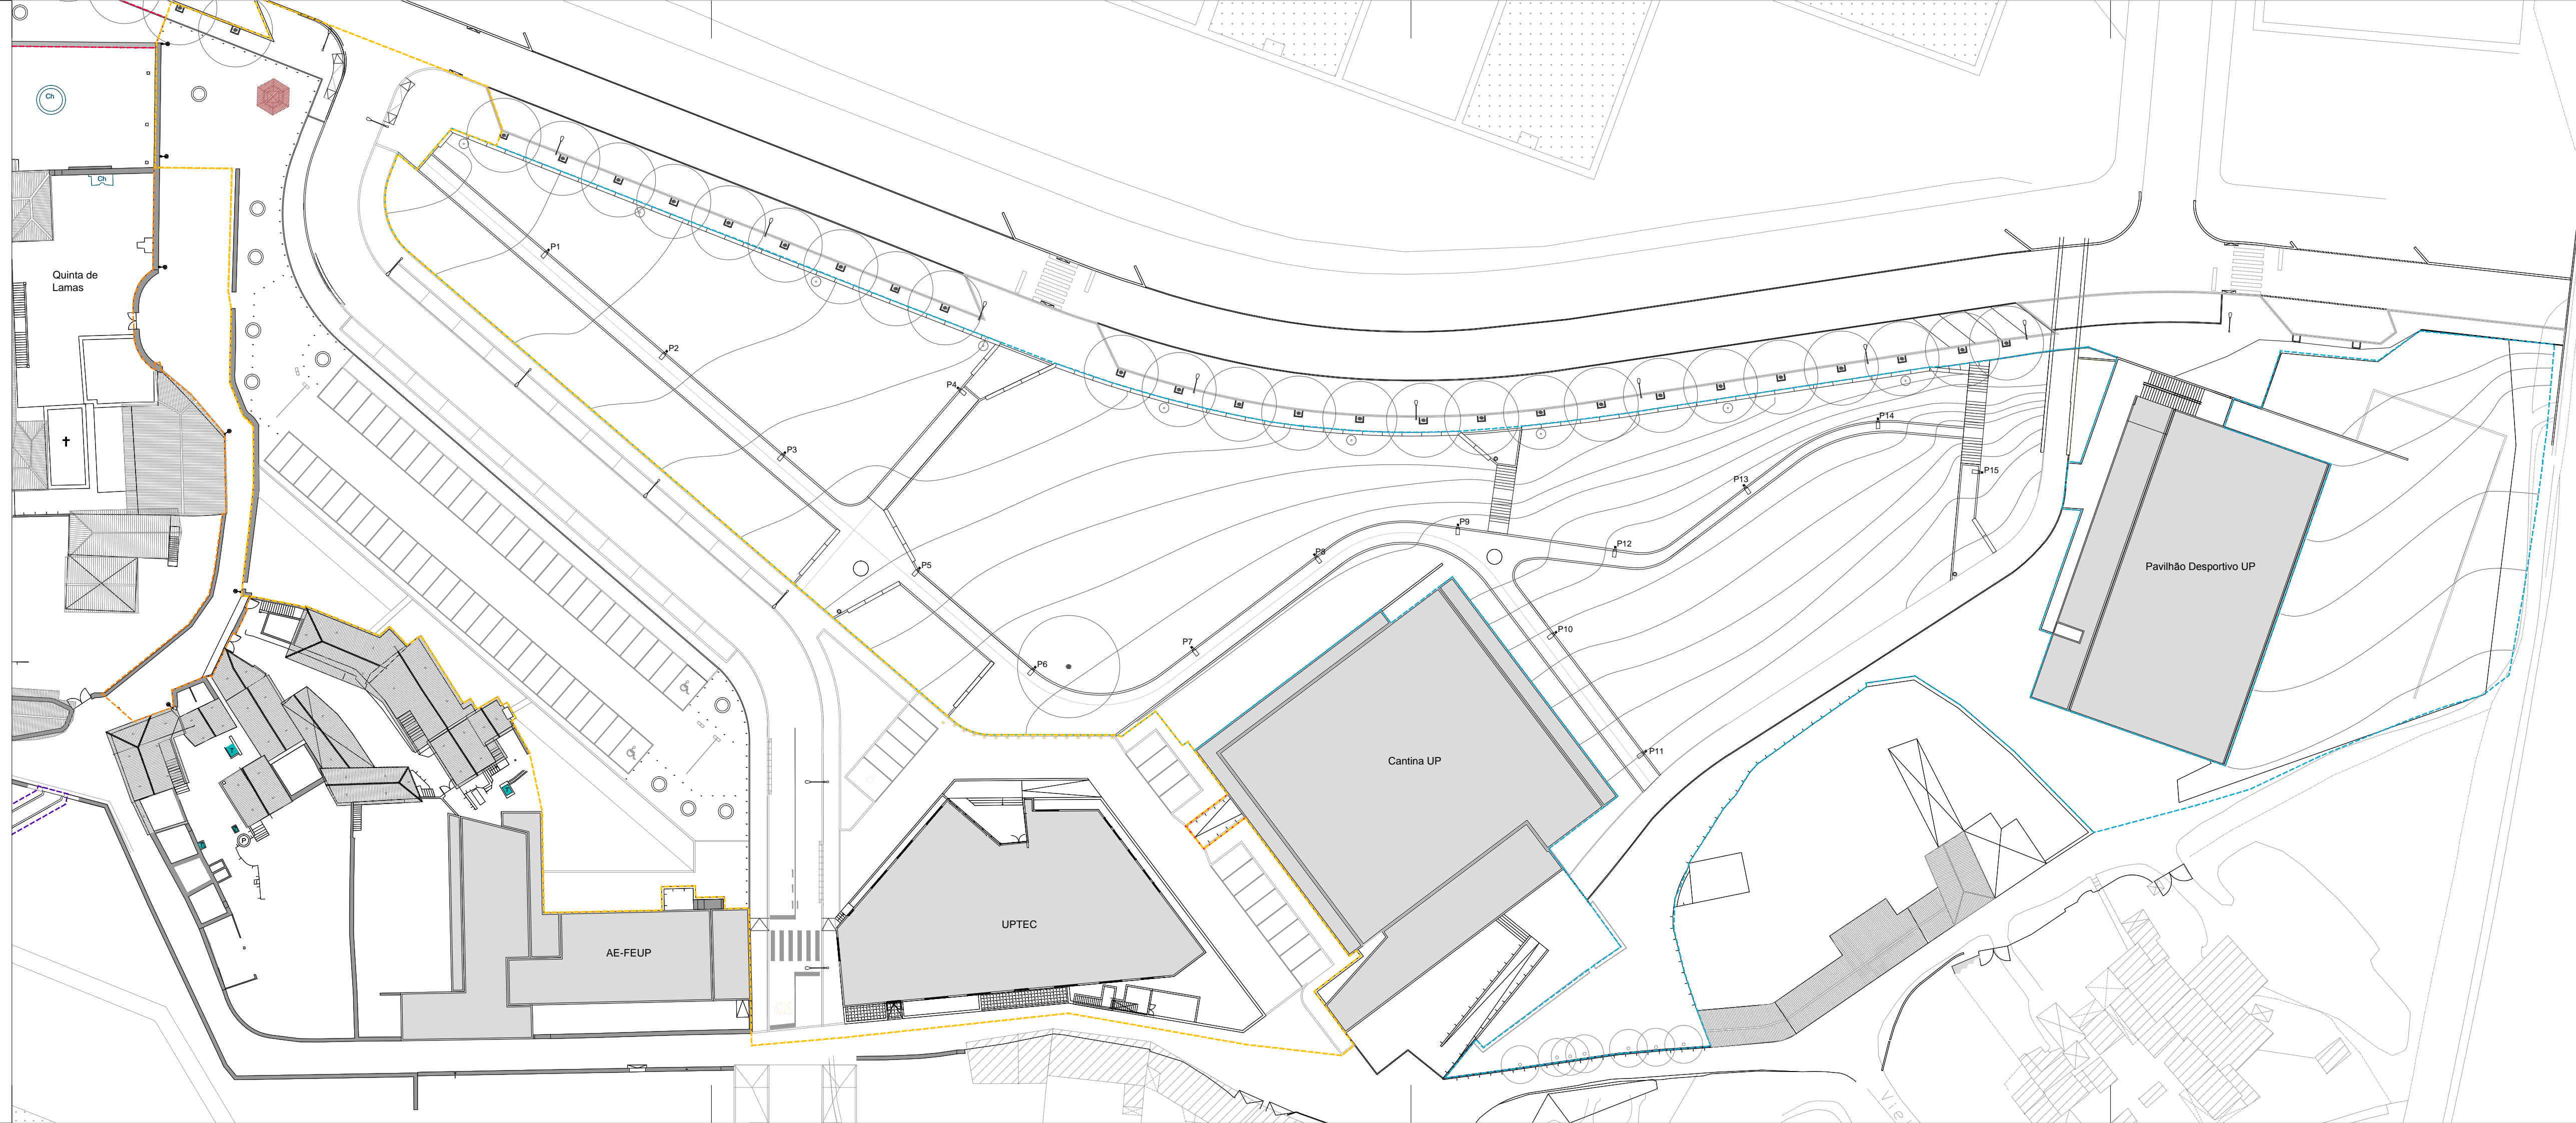 Ch
Ch
Quinta de
Lamas
P1
P2
P3
P4
P5
P6
P7
P8
P9
P10
P11
P12
P13
P14
P15
Pavilhão Desportivo UP
Cantina UP
UPTEC
AE-FEUP
P
STOP